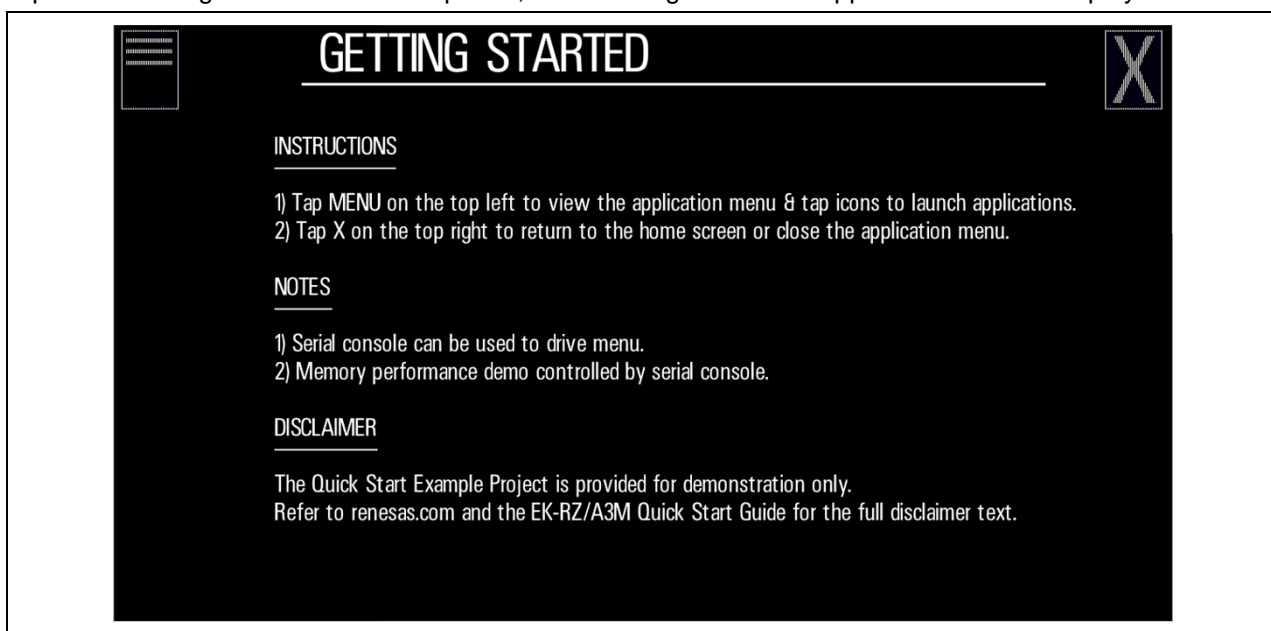 GETTING STARTED
X
INSTRUCTIONS
1) Tap MENU on the top left to view the application menu & tap icons to launch applications.
2) Tap X on the top right to return to the home screen or close the application menu.
NOTES
1) Serial console can be used to drive menu.
2) Memory performance demo controlled by serial console.
DISCLAIMER
The Quick Start Example Project is provided for demonstration only.
Refer to renesas.com and the EK-RZ/A3M Quick Start Guide for the full disclaimer text.